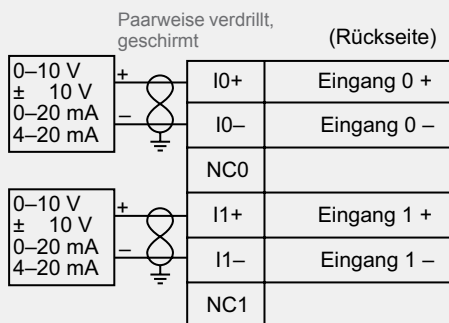 Paarweise verdrillt,
geschirmt
(Rückseite)
0–10 V
± 10 V
0–20 mA
4–20 mA
+
–
I0+ Eingang 0 +
I0– Eingang 0 –
NC0
0–10 V
± 10 V
0–20 mA
4–20 mA
+
–
I1+ Eingang 1 +
I1– Eingang 1 –
NC1